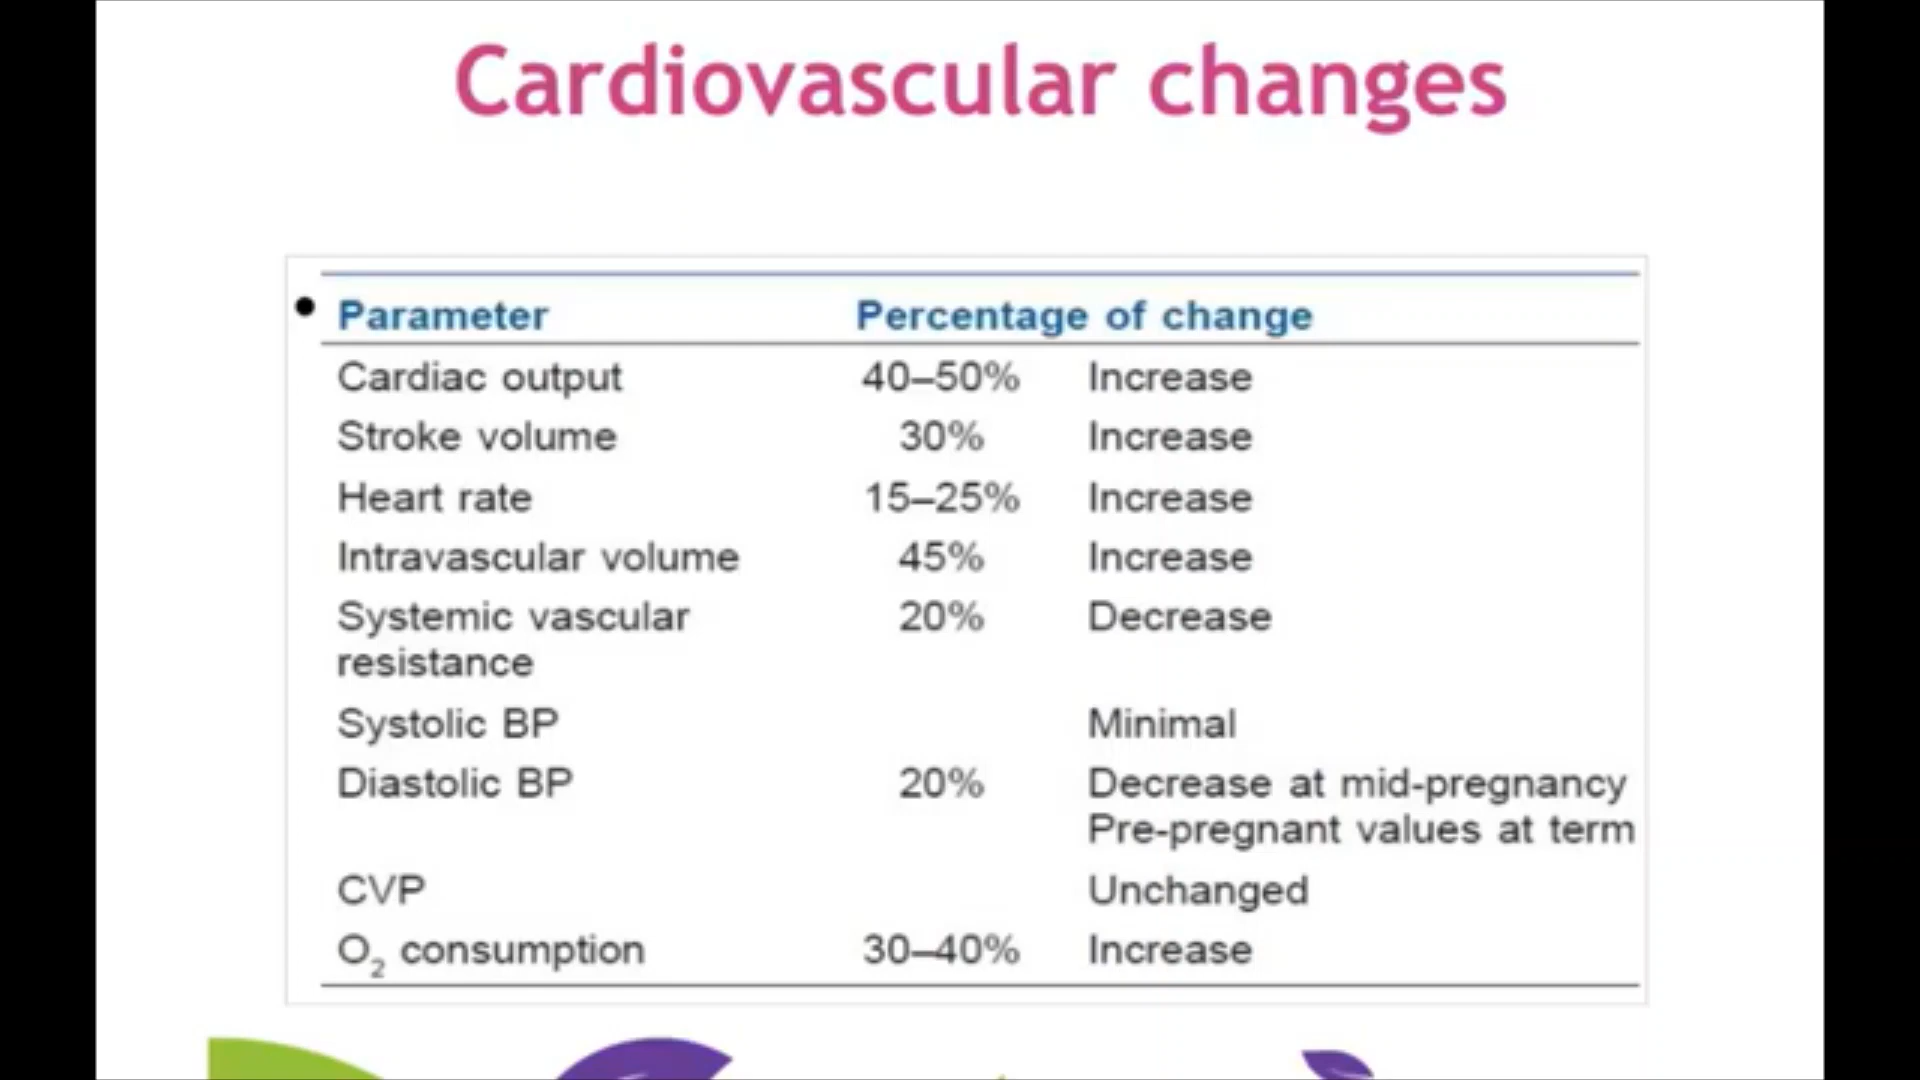 Cardiovascular changes
• Parameter Percentage of change
Cardiac output 40–50% Increase
Stroke volume 30% Increase
Heart rate 15–25% Increase
Intravascular volume 45% Increase
Systemic vascular 20% Decrease
resistance
Systolic BP Minimal
Diastolic BP 20% Decrease at mid-pregnancy
Pre-pregnant values at term
CVP Unchanged
O₂ consumption 30–40% Increase